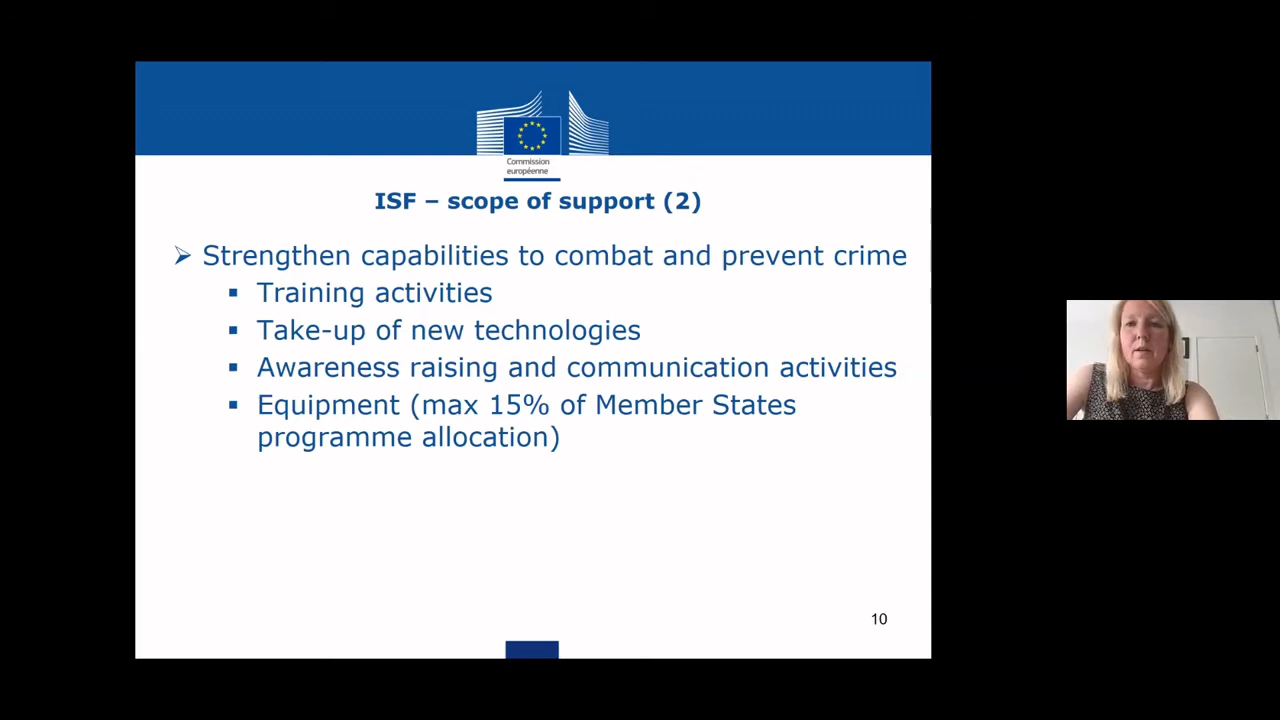 Commission
européenne
ISF – scope of support (2)
➢ Strengthen capabilities to combat and prevent crime
▪ Training activities
▪ Take-up of new technologies
▪ Awareness raising and communication activities
▪ Equipment (max 15% of Member States
programme allocation)
10